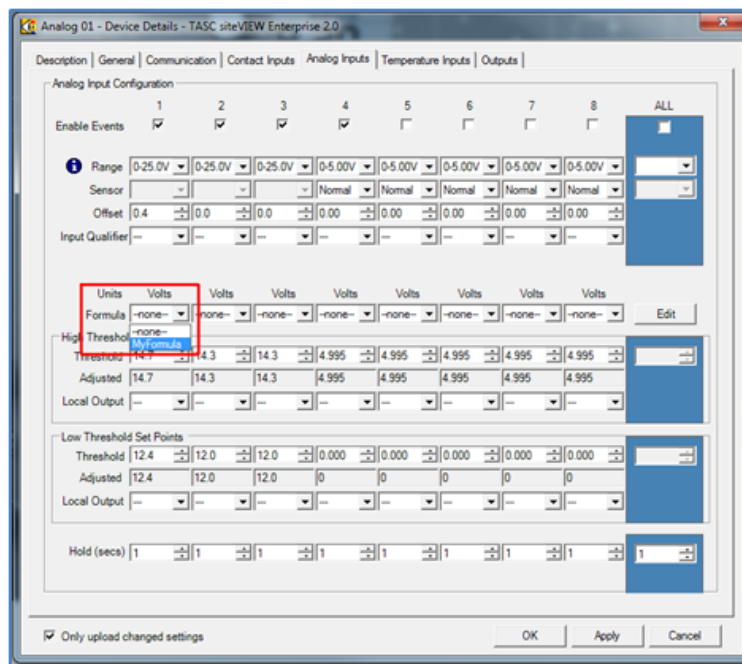 Analog 01 - Device Details - TASC siteVIEW Enterprise 2.0
Description General Communication Contact Inputs Analog Inputs Temperature Inputs Outputs
Analog Input Configuration
1 2 3 4 5 6 7 8 ALL
Enable Events
Range 0-25.0V 0-25.0V 0-25.0V 0-5.00V 0-5.00V 0-5.00V 0-5.00V 0-5.00V
Sensor Normal Normal Normal Normal Normal
Offset 0.4 0.0 0.0 0.00 0.00 0.00 0.00 0.00
Input Qualifier --- --- --- --- --- --- --- ---
Units Volts Volts Volts Volts Volts Volts Volts Volts
Formula --none-- --none-- --none-- --none-- --none-- --none-- --none-- --none-- Edit
--none--
High Threshol MyFormula
Threshold 14.7 14.3 14.3 4.995 4.995 4.995 4.995 4.995
Adjusted 14.7 14.3 14.3 4.995 4.995 4.995 4.995 4.995
Local Output --- --- --- --- --- --- --- ---
Low Threshold Set Points
Threshold 12.4 12.0 12.0 0.000 0.000 0.000 0.000 0.000
Adjusted 12.4 12.0 12.0 0 0 0 0 0
Local Output --- --- --- --- --- --- --- ---
Hold (secs) 1 1 1 1 1 1 1 1 1
Only upload changed settings OK Apply Cancel